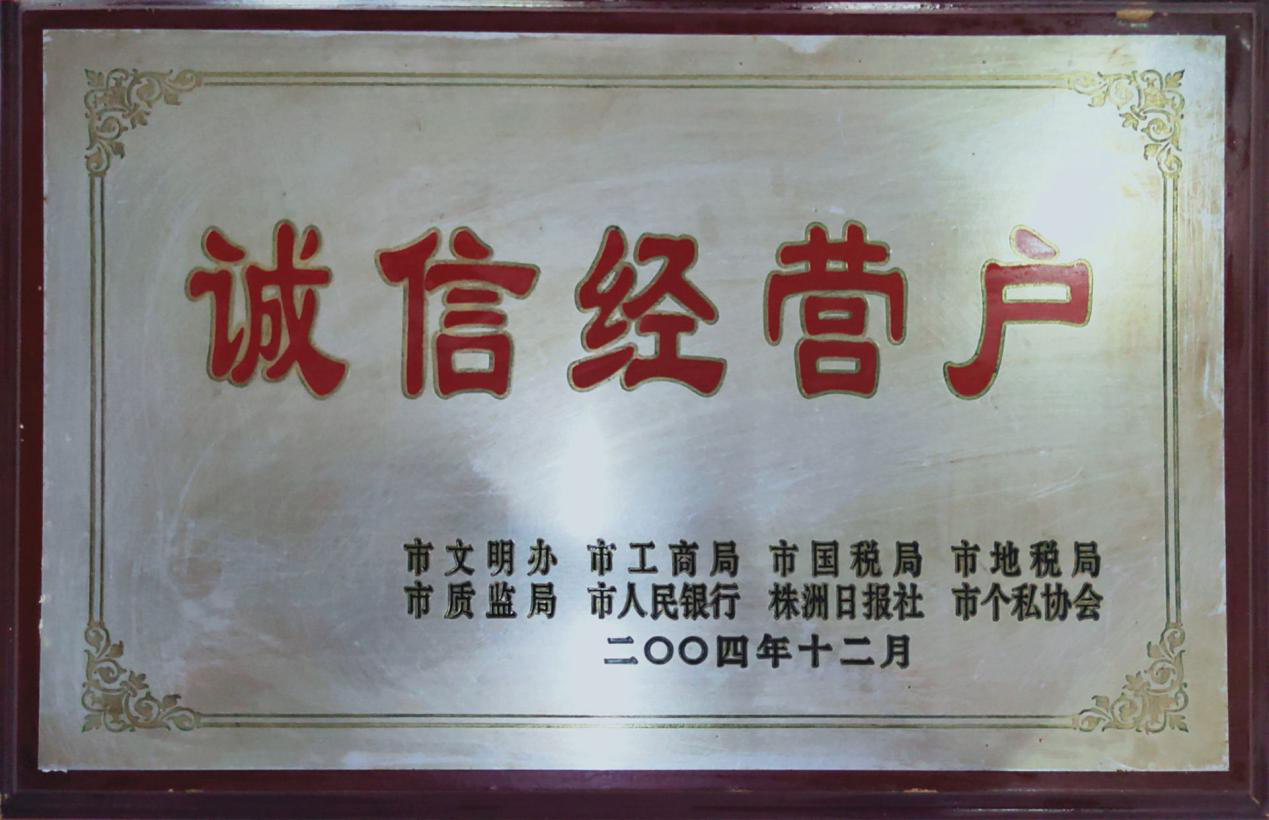 诚信经营户
市文明办 市工商局 市国税局 市地税局
市质监局 市人民银行 株洲日报社 市个私协会
二〇〇四年十二月